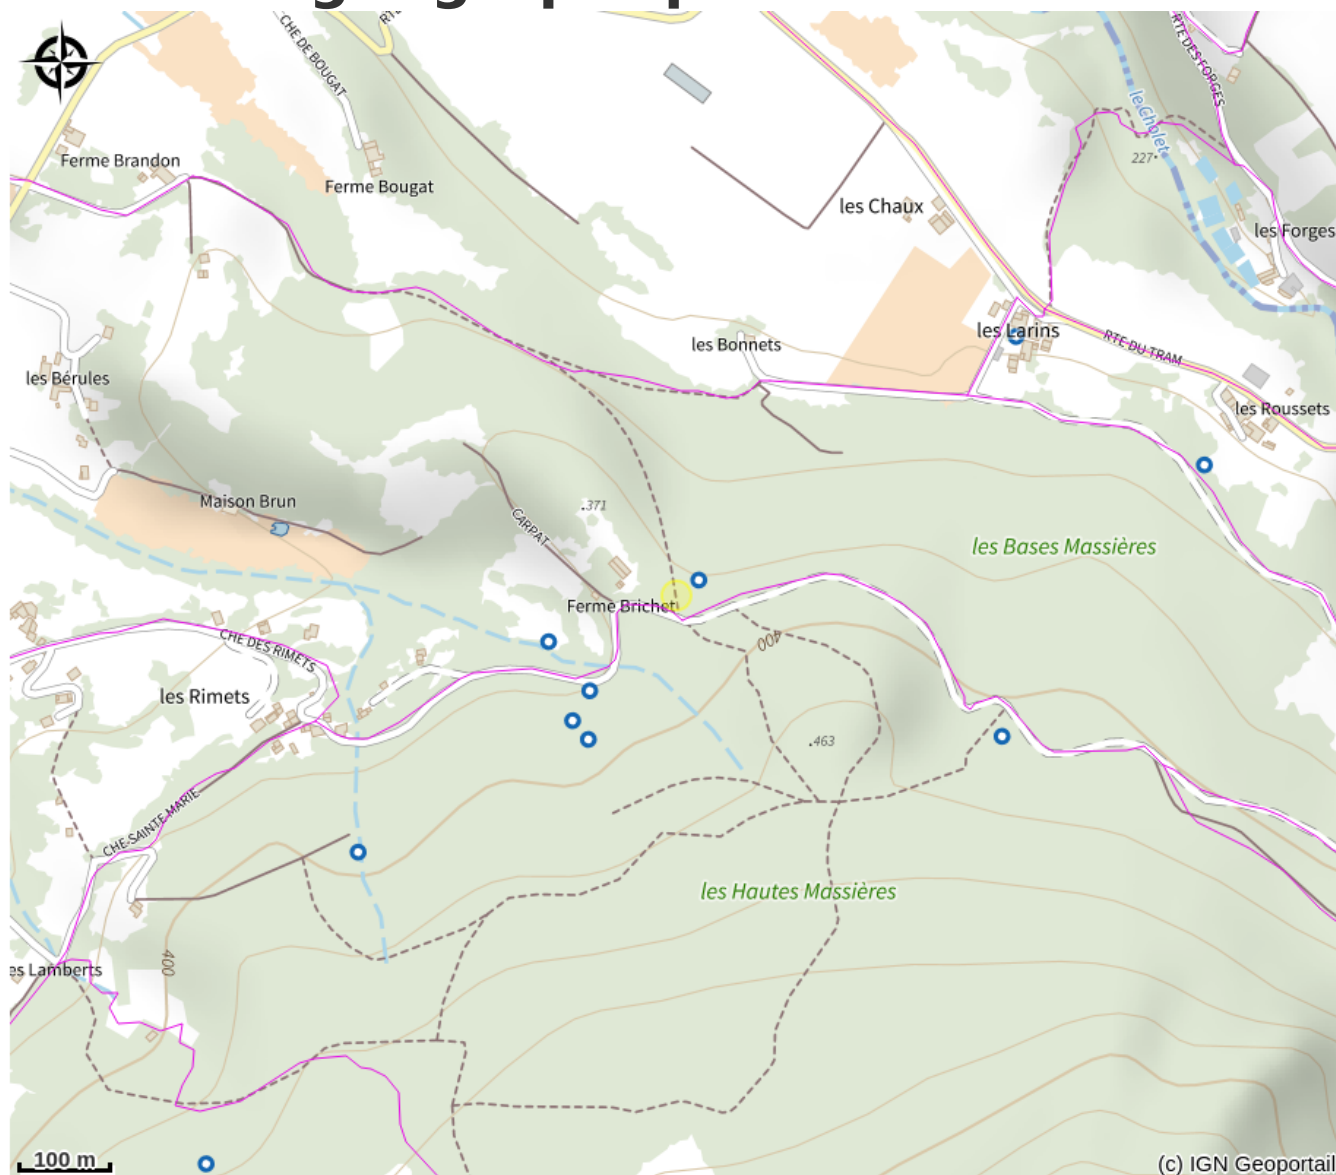 CHE DE BOUGAT
RTE DES FORGES
le Cholet
227
Ferme Brandon
Ferme Bougat
les Chaux
les Forges
les Larins
RTE DU TRAM
les Bonnets
les Bérules
les Roussets
Maison Brun
371
CARPAT
les Bases Massières
Ferme Brichet
400
CHE DES RIMETS
les Rimets
463
CHE SAINTE MARIE
les Hautes Massières
400
es Lamberts
100 m
(c) IGN Geoportail